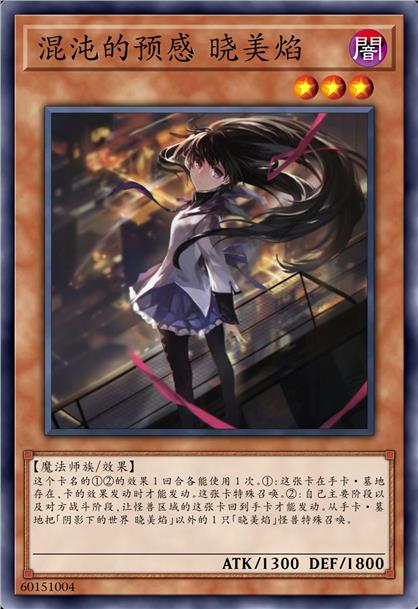 混沌的预感 晓美焰
闇
【魔法师族/效果】
这个卡名的①②的效果1回合各能使用1次。①:这张卡在手卡·墓地
存在,卡的效果发动时才能发动。这张卡特殊召唤。②:自己主要阶段以
及对方战斗阶段,让怪兽区域的这张卡回到手卡才能发动。从手卡·墓
地把「阴影下的世界 晓美焰」以外的1只「晓美焰」怪兽特殊召唤。
ATK/1300 DEF/1800
60151004